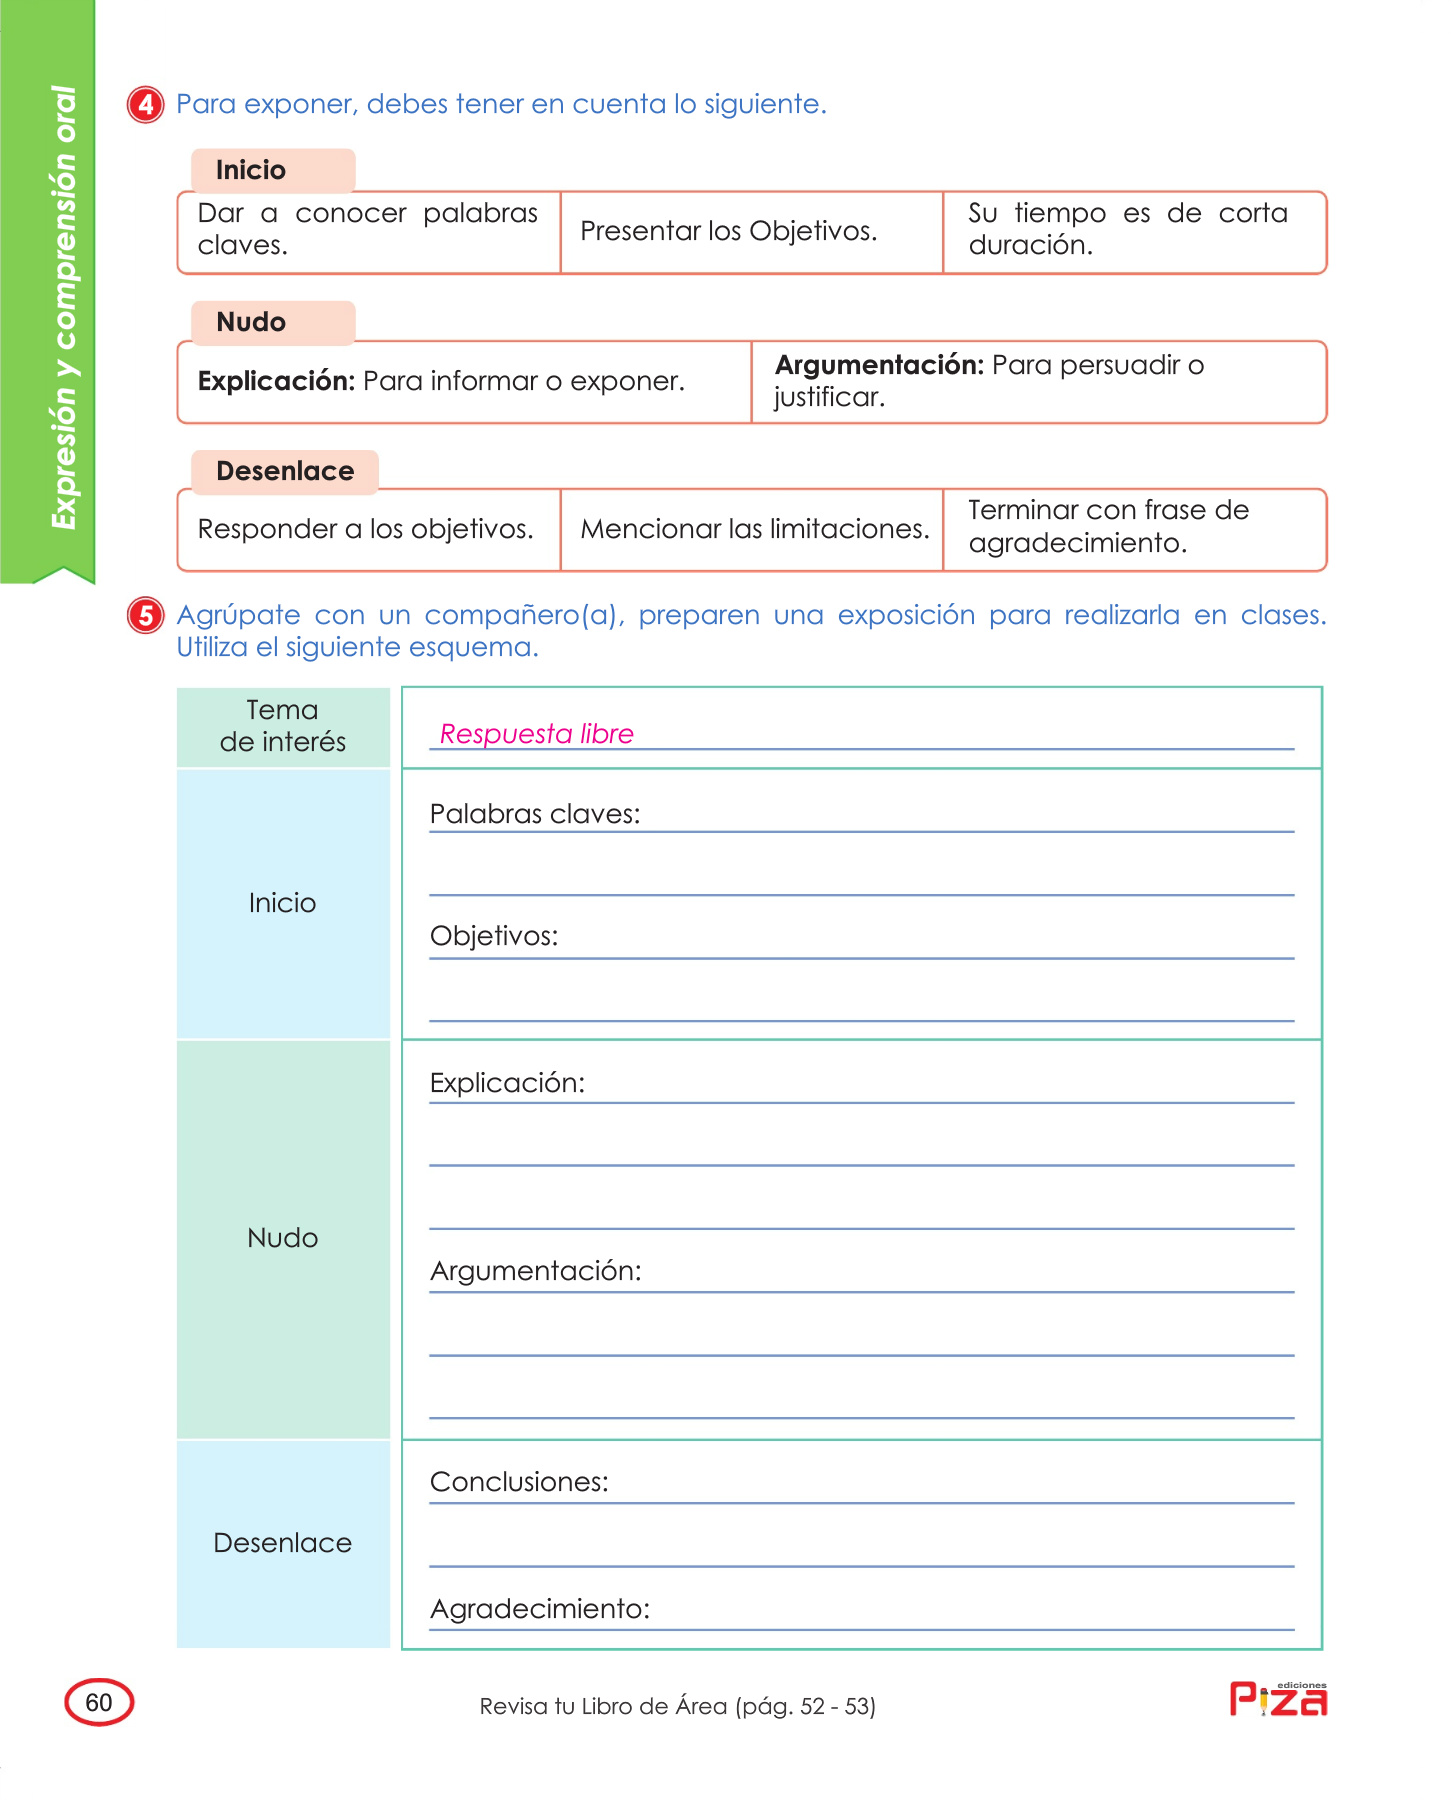 Expresión y comprensión oral
4 Para exponer, debes tener en cuenta lo siguiente.
Inicio
Dar a conocer palabras
claves.
Presentar los Objetivos.
Su tiempo es de corta
duración.
Nudo
Explicación: Para informar o exponer.
Argumentación: Para persuadir o
justificar.
Desenlace
Responder a los objetivos.
Mencionar las limitaciones.
Terminar con frase de
agradecimiento.
5 Agrúpate con un compañero(a), preparen una exposición para realizarla en clases.
Utiliza el siguiente esquema.
Tema
de interés
Respuesta libre
Inicio
Palabras claves:
Objetivos:
Nudo
Explicación:
Argumentación:
Desenlace
Conclusiones:
Agradecimiento:
60
Revisa tu Libro de Área (pág. 52 - 53)
ediciones
Piza